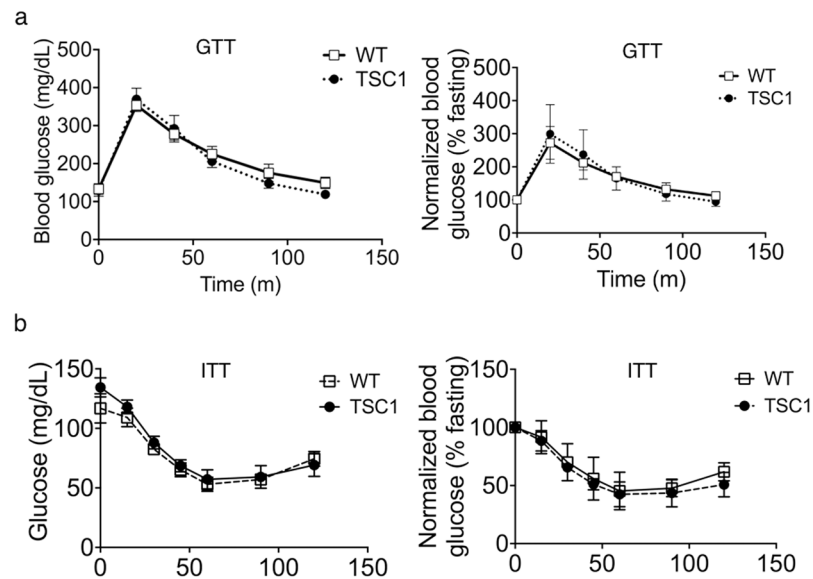 a
GTT
WT
TSC1
Blood glucose (mg/dL)
500
400
300
200
100
0
0 50 100 150
Time (m)
GTT
WT
TSC1
Normalized blood
glucose (% fasting)
500
400
300
200
100
0
0 50 100 150
Time (m)
b
ITT
WT
TSC1
Glucose (mg/dL)
150
100
50
0
0 50 100 150
ITT
WT
TSC1
Normalized blood
glucose (% fasting)
150
100
50
0
0 50 100 150